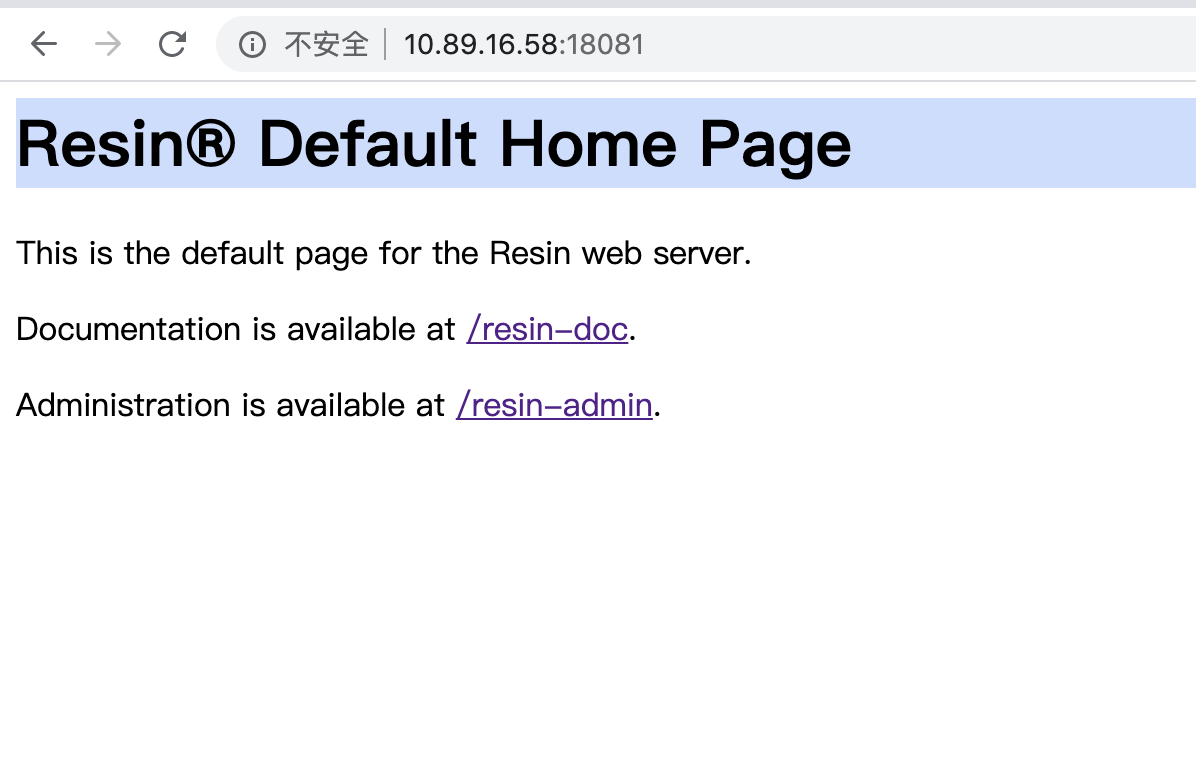 不安全 10.89.16.58:18081
Resin® Default Home Page
This is the default page for the Resin web server.
Documentation is available at /resin-doc.
Administration is available at /resin-admin.